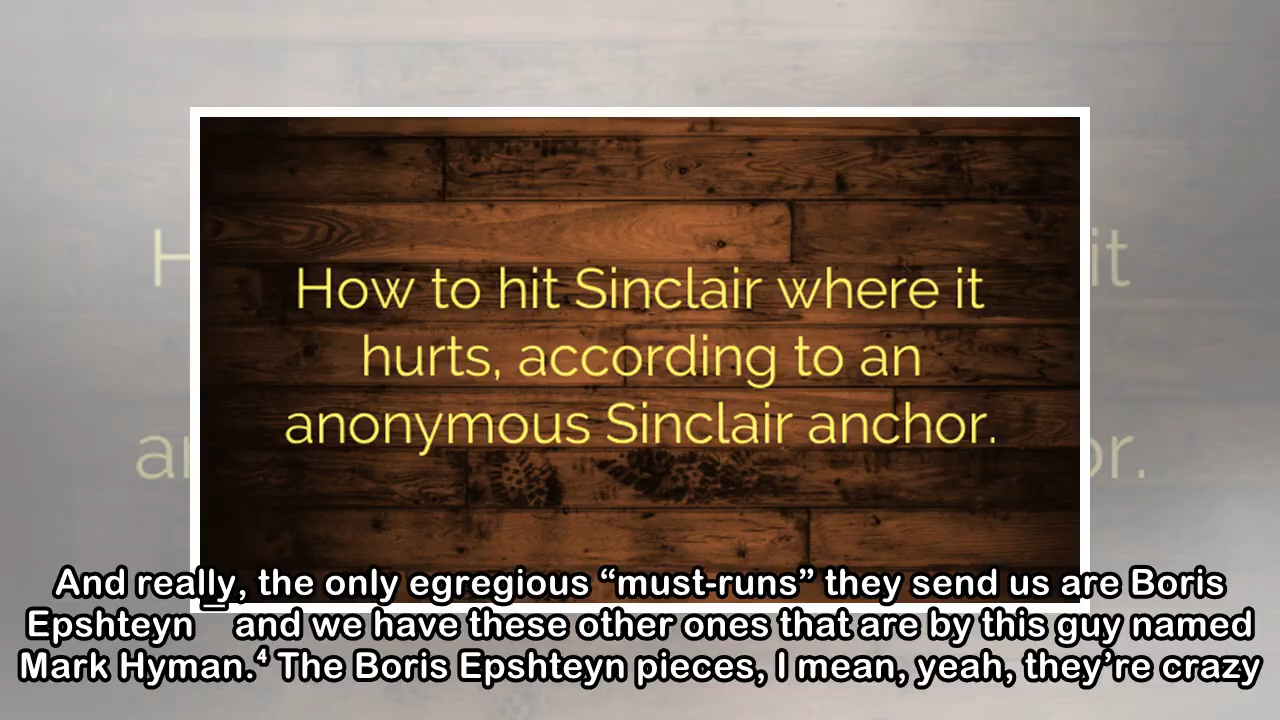 How to hit Sinclair where it
hurts, according to an
anonymous Sinclair anchor.
And really, the only egregious “must-runs” they send us are Boris
Epshteyn _ and we have these other ones that are by this guy named
Mark Hyman.⁴ The Boris Epshteyn pieces, I mean, yeah, they’re crazy